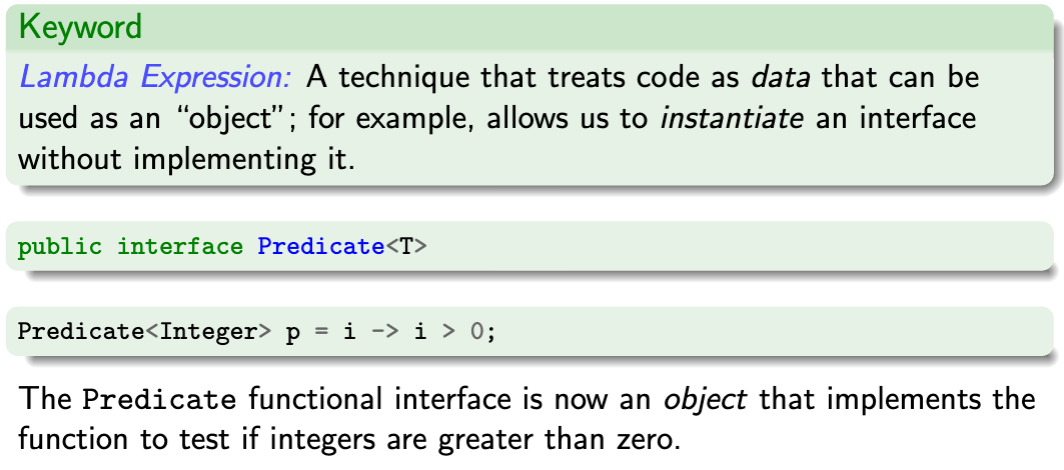 Keyword
Lambda Expression: A technique that treats code as data that can be
used as an “object”; for example, allows us to instantiate an interface
without implementing it.
public interface Predicate<T>
Predicate<Integer> p = i -> i > 0;
The Predicate functional interface is now an object that implements the
function to test if integers are greater than zero.